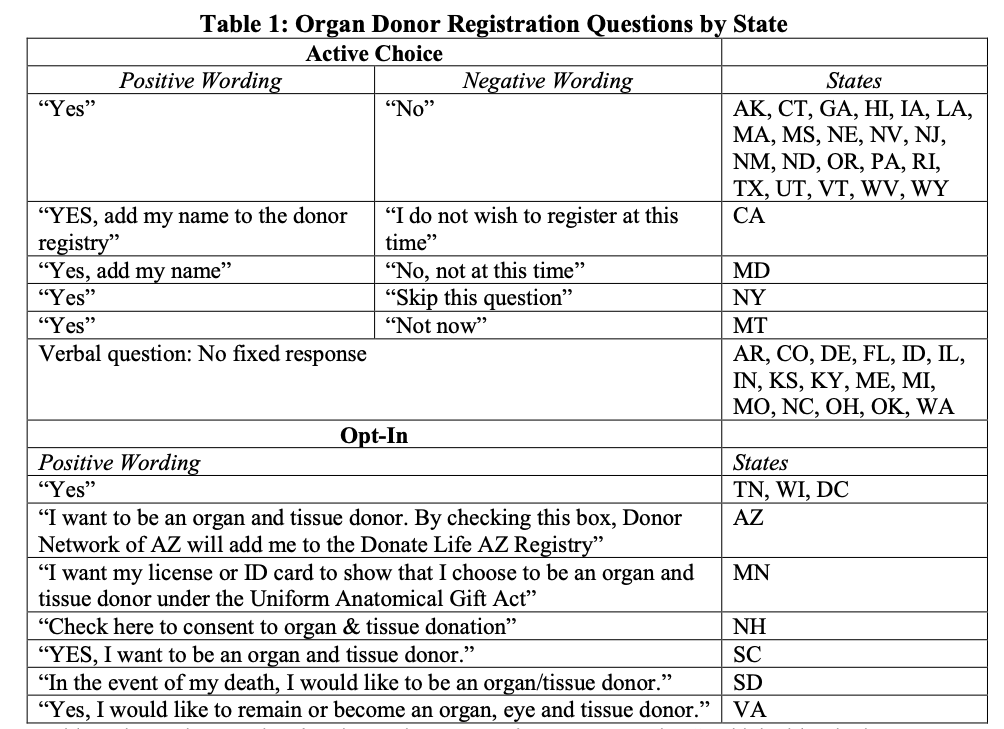 Table 1: Organ Donor Registration Questions by State
Active Choice
Positive Wording Negative Wording States
“Yes” “No” AK, CT, GA, HI, IA, LA,
MA, MS, NE, NV, NJ,
NM, ND, OR, PA, RI,
TX, UT, VT, WV, WY
“YES, add my name to the donor “I do not wish to register at this CA
registry” time”
“Yes, add my name” “No, not at this time” MD
“Yes” “Skip this question” NY
“Yes” “Not now” MT
Verbal question: No fixed response AR, CO, DE, FL, ID, IL,
IN, KS, KY, ME, MI,
MO, NC, OH, OK, WA
Opt-In
Positive Wording States
“Yes” TN, WI, DC
“I want to be an organ and tissue donor. By checking this box, Donor AZ
Network of AZ will add me to the Donate Life AZ Registry”
“I want my license or ID card to show that I choose to be an organ and MN
tissue donor under the Uniform Anatomical Gift Act”
“Check here to consent to organ & tissue donation” NH
“YES, I want to be an organ and tissue donor.” SC
“In the event of my death, I would like to be an organ/tissue donor.” SD
“Yes, I would like to remain or become an organ, eye and tissue donor.” VA